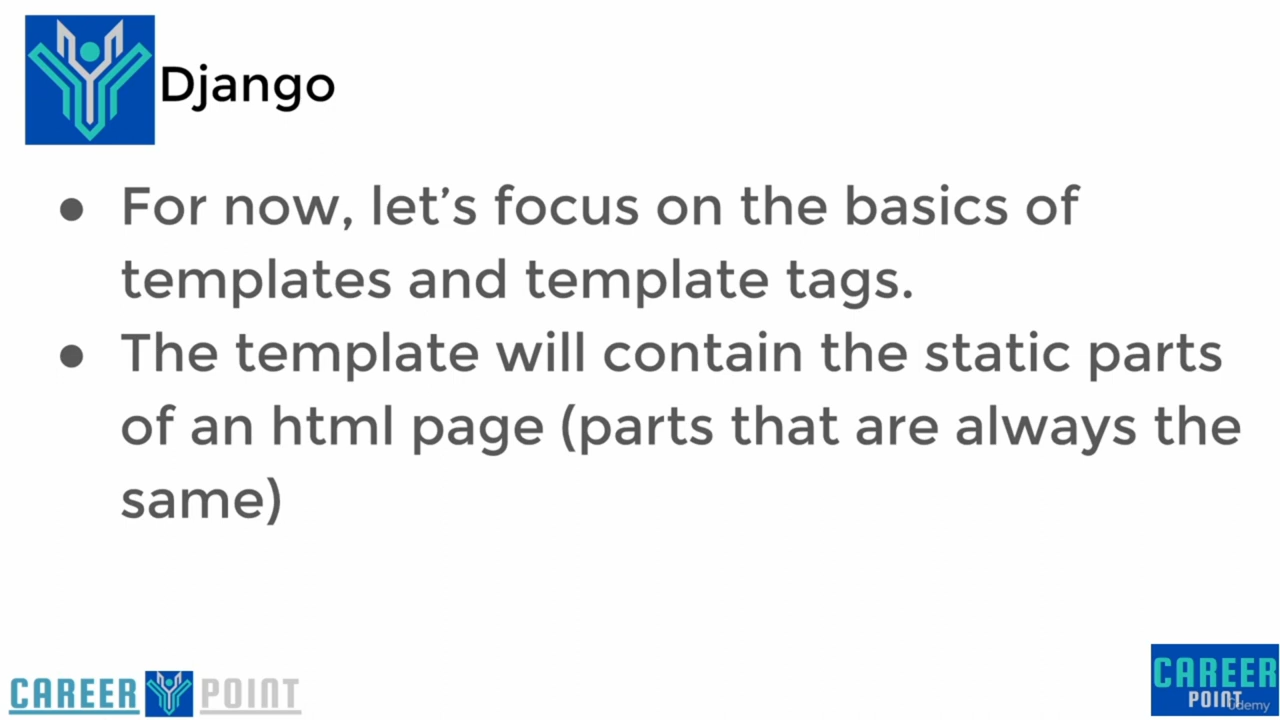 Django
● For now, let's focus on the basics of
templates and template tags.
● The template will contain the static parts
of an html page (parts that are always the
same)
CAREER POINT
CAREER
POINT
ûdemy